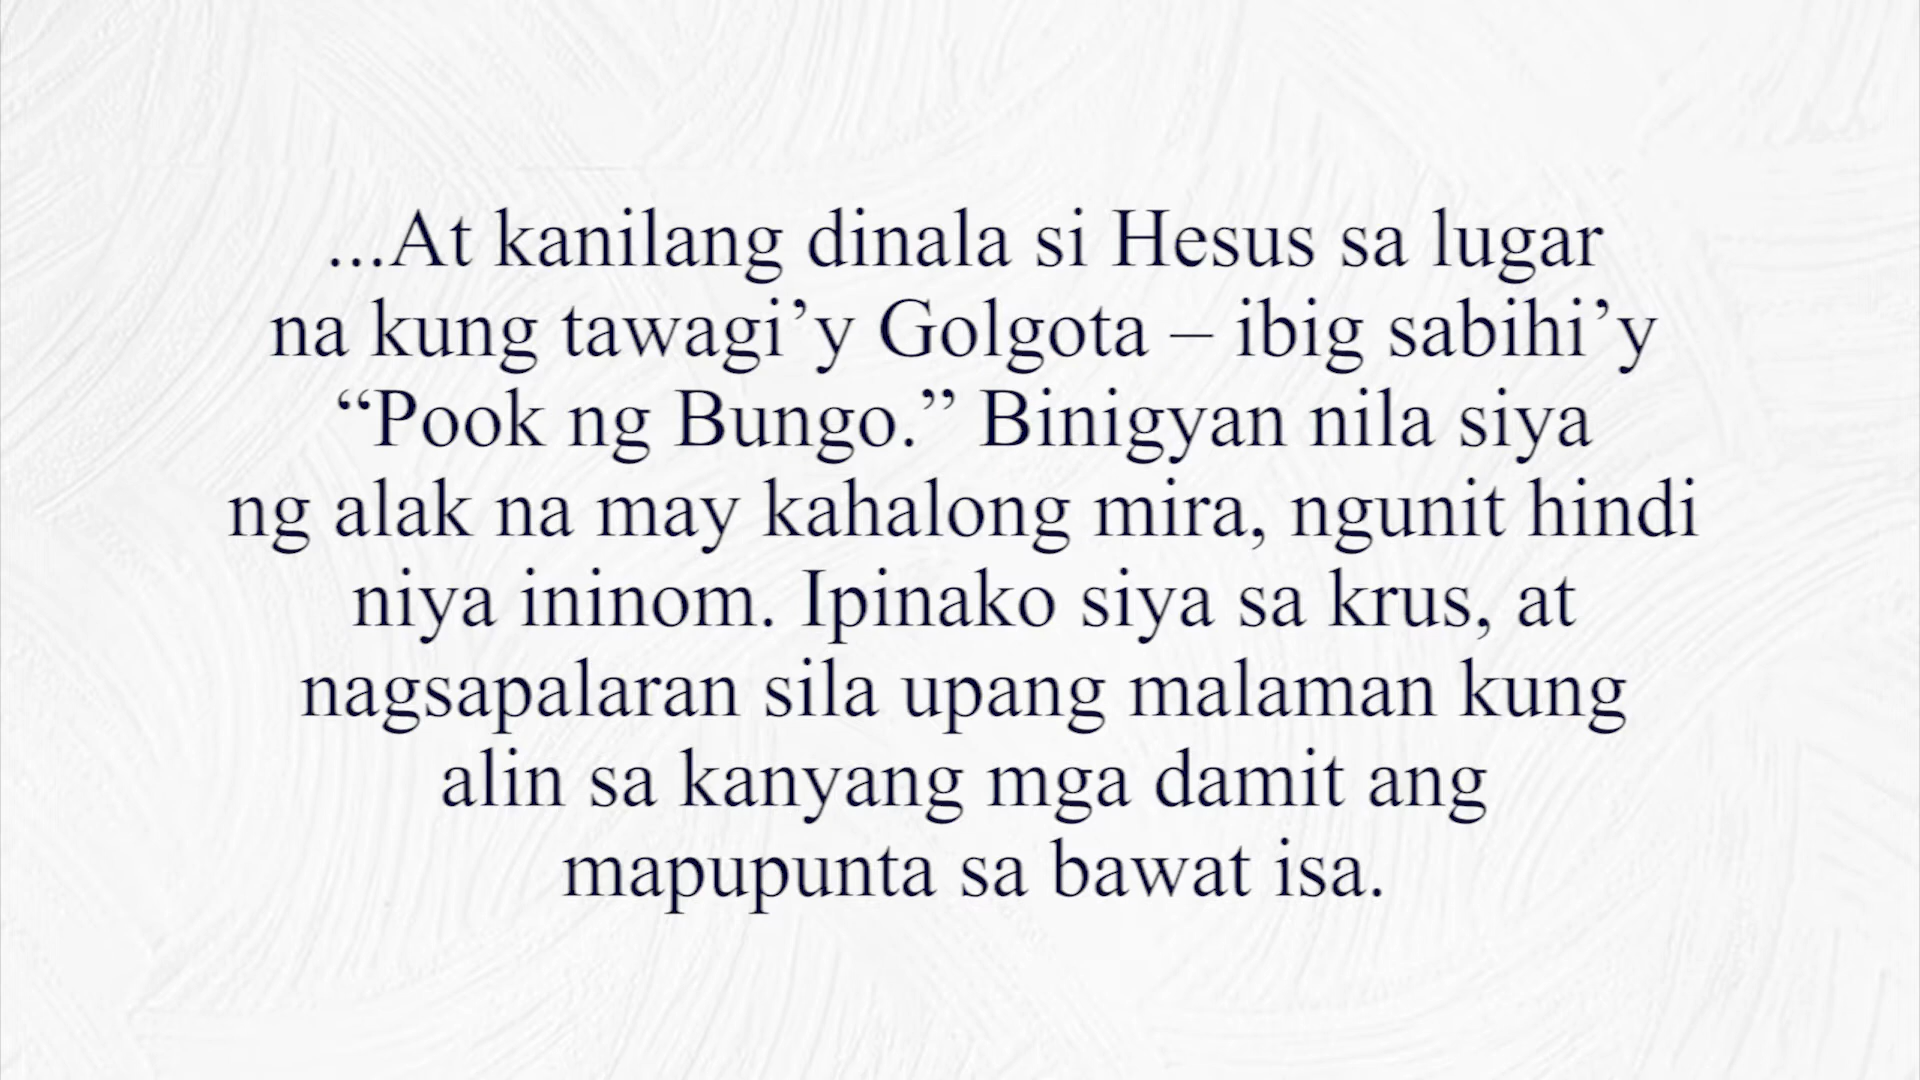 ...At kanilang dinala si Hesus sa lugar
na kung tawagi’y Golgota – ibig sabihi’y
“Pook ng Bungo.” Binigyan nila siya
ng alak na may kahalong mira, ngunit hindi
niya ininom. Ipinako siya sa krus, at
nagsapalaran sila upang malaman kung
alin sa kanyang mga damit ang
mapupunta sa bawat isa.